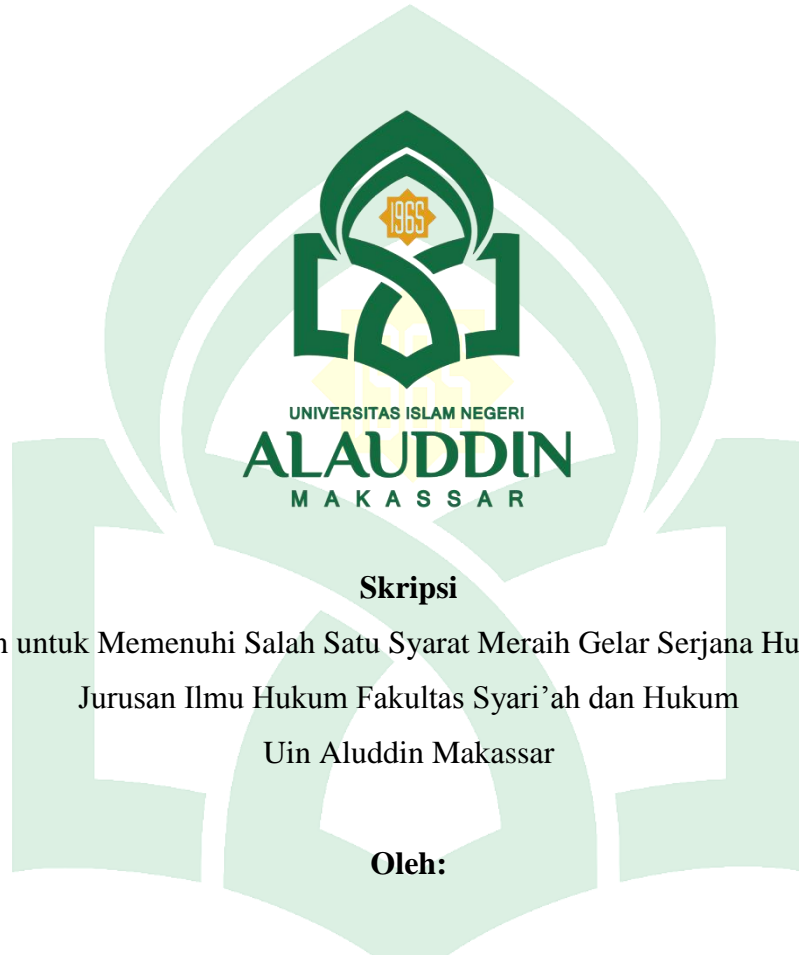 1965
UNIVERSITAS ISLAM NEGERI
ALAUDDIN
MAKASSAR
Skripsi
untuk Memenuhi Salah Satu Syarat Meraih Gelar Serjana
Jurusan Ilmu Hukum Fakultas Syari’ah dan Hukum
Uin Aluddin Makassar
Oleh: